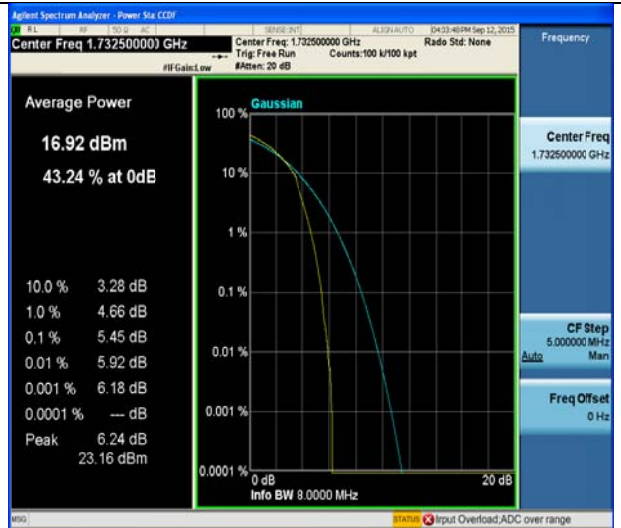 Agilent Spectrum Analyzer - Power Stat CCDF
RL RF 50 Ω AC SENSE:INT ALIGN AUTO 04:03:48 PM Sep 12, 2015
Center Freq 1.732500000 GHz
Center Freq: 1.732500000 GHz Rado Std: None
Trig: Free Run Counts:100 k/100 kpt
#IFGain:Low #Atten: 20 dB
Frequency
Average Power
16.92 dBm
43.24 % at 0dB
10.0 % 3.28 dB
1.0 % 4.66 dB
0.1 % 5.45 dB
0.01 % 5.92 dB
0.001 % 6.18 dB
0.0001 % --- dB
Peak 6.24 dB
23.16 dBm
Gaussian
100 %
10 %
1 %
0.1 %
0.01 %
0.001 %
0.0001 %
0 dB 20 dB
Info BW 8.0000 MHz
Center Freq
1.732500000 GHz
CF Step
5.000000 MHz
Auto Man
Freq Offset
0 Hz
MSG STATUS Input Overload;ADC over range